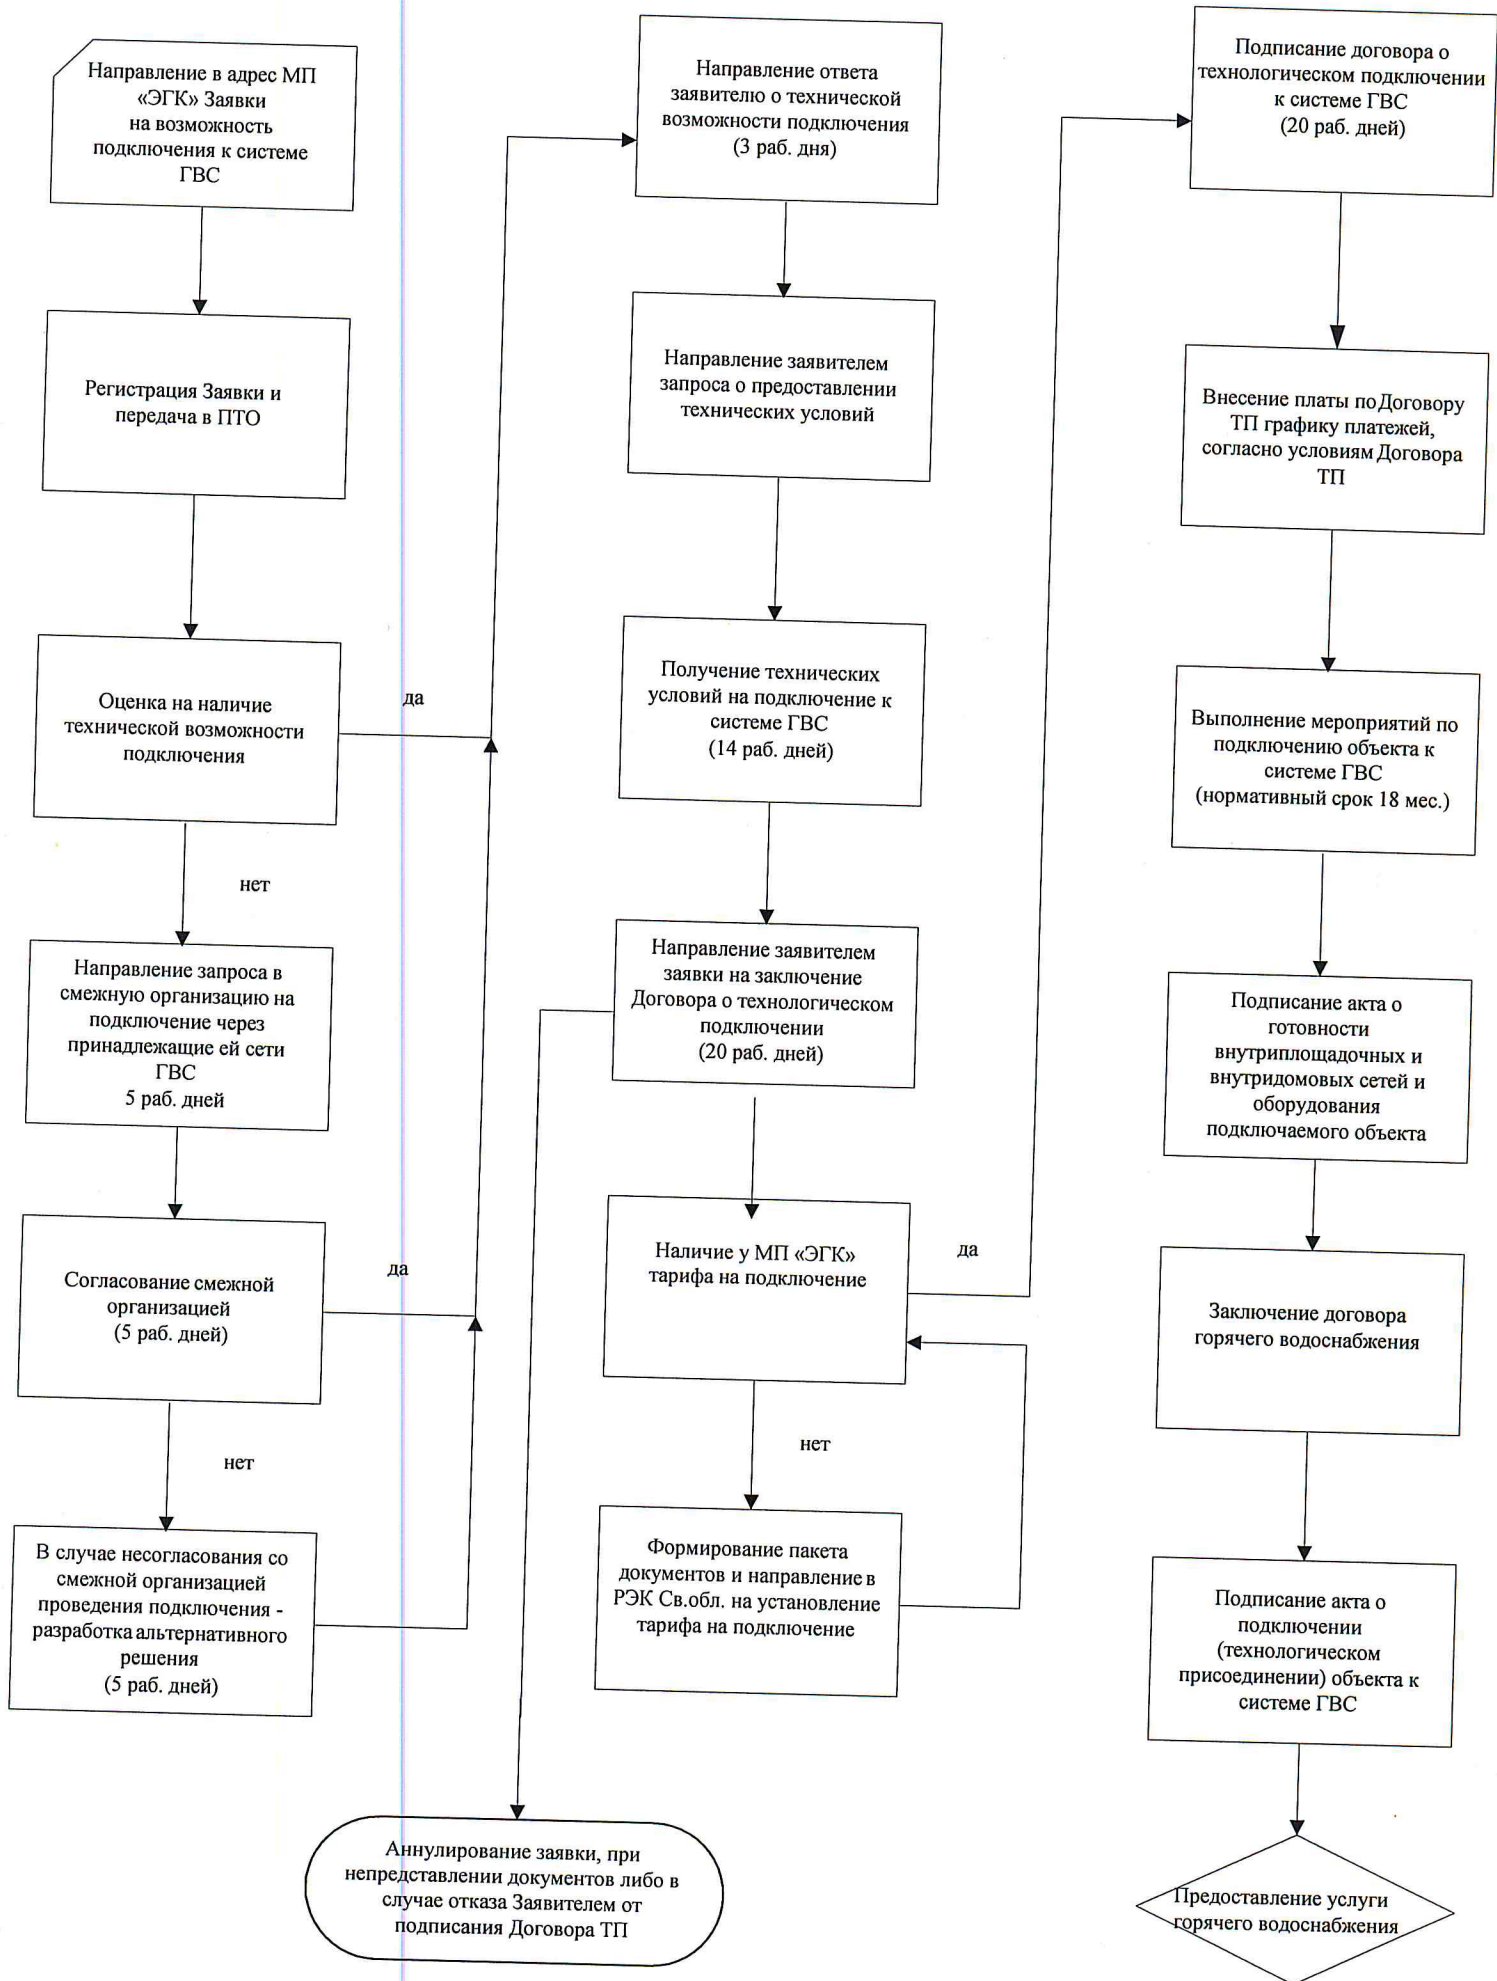 Направление в адрес МП
«ЭГК» Заявки
на возможность
подключения к системе
ГВС
Регистрация Заявки и
передача в ПТО
Оценка на наличие
технической возможности
подключения
да
нет
Направление запроса в
смежную организацию на
подключение через
принадлежащие ей сети
ГВС
5 раб. дней
Согласование смежной
организацией
(5 раб. дней)
да
нет
В случае несогласования со
смежной организацией
проведения подключения -
разработка альтернативного
решения
(5 раб. дней)
Направление ответа
заявителю о технической
возможности подключения
(3 раб. дня)
Направление заявителем
запроса о предоставлении
технических условий
Получение технических
условий на подключение к
системе ГВС
(14 раб. дней)
Направление заявителем
заявки на заключение
Договора о технологическом
подключении
(20 раб. дней)
Наличие у МП «ЭГК»
тарифа на подключение
да
нет
Формирование пакета
документов и направление в
РЭК Св.обл. на установление
тарифа на подключение
Аннулирование заявки, при
непредставлении документов либо в
случае отказа Заявителем от
подписания Договора ТП
Подписание договора о
технологическом подключении
к системе ГВС
(20 раб. дней)
Внесение платы по Договору
ТП графику платежей,
согласно условиям Договора
ТП
Выполнение мероприятий по
подключению объекта к
системе ГВС
(нормативный срок 18 мес.)
Подписание акта о
готовности
внутриплощадочных и
внутридомовых сетей и
оборудования
подключаемого объекта
Заключение договора
горячего водоснабжения
Подписание акта о
подключении
(технологическом
присоединении) объекта к
системе ГВС
Предоставление услуги
горячего водоснабжения